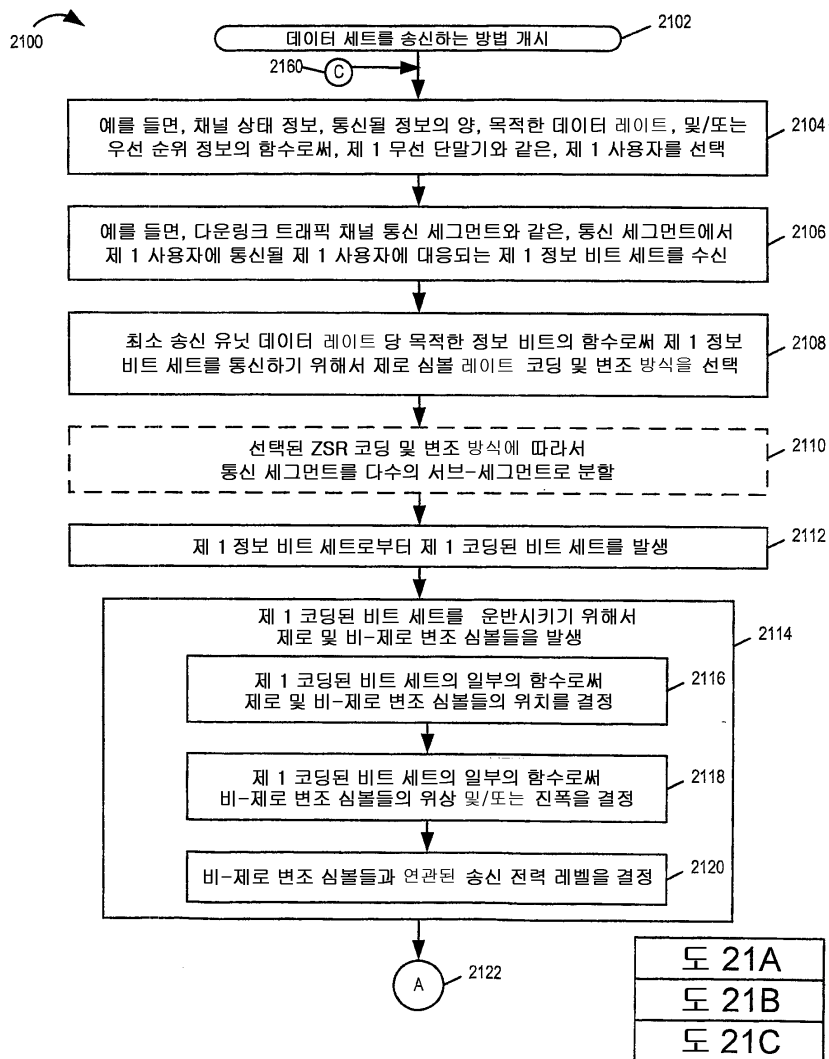 2100
데이터 세트를 송신하는 방법 개시
2102
2160
C
예를 들면, 채널 상태 정보, 통신될 정보의 양, 목적한 데이터 레이트, 및/또는
우선 순위 정보의 함수로써, 제 1 무선 단말기와 같은, 제 1 사용자를 선택
2104
예를 들면, 다운링크 트래픽 채널 통신 세그먼트와 같은, 통신 세그먼트에서
제 1 사용자에 통신될 제 1 사용자에 대응되는 제 1 정보 비트 세트를 수신
2106
최소 송신 유닛 데이터 레이트 당 목적한 정보 비트의 함수로써 제 1 정보
비트 세트를 통신하기 위해서 제로 심볼 레이트 코딩 및 변조 방식을 선택
2108
선택된 ZSR 코딩 및 변조 방식에 따라서
통신 세그먼트를 다수의 서브-세그먼트로 분할
2110
제 1 정보 비트 세트로부터 제 1 코딩된 비트 세트를 발생
2112
제 1 코딩된 비트 세트를 운반시키기 위해서
제로 및 비-제로 변조 심볼들을 발생
2114
제 1 코딩된 비트 세트의 일부의 함수로써
제로 및 비-제로 변조 심볼들의 위치를 결정
2116
제 1 코딩된 비트 세트의 일부의 함수로써
비-제로 변조 심볼들의 위상 및/또는 진폭을 결정
2118
비-제로 변조 심볼들과 연관된 송신 전력 레벨을 결정
2120
A
2122
도 21A
도 21B
도 21C